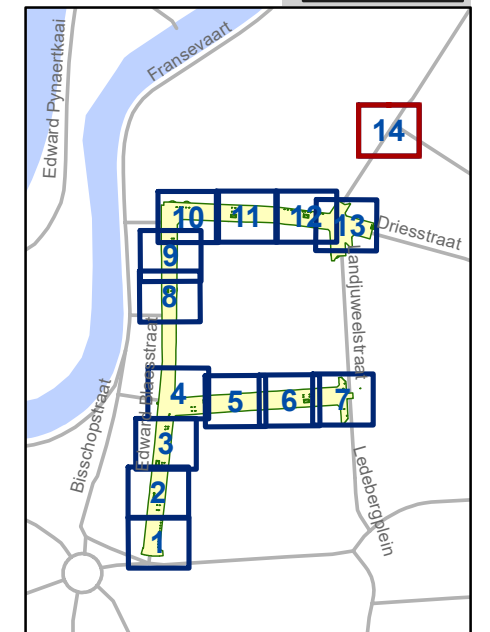 Edward Pynaertkaai
Fransevaart
14
10
11
12
13
Driesstraat
9
8
Landjuweelstraat
Edward Blaesstraat
4
5
6
7
Bisschopstraat
3
2
1
Ledebergplein